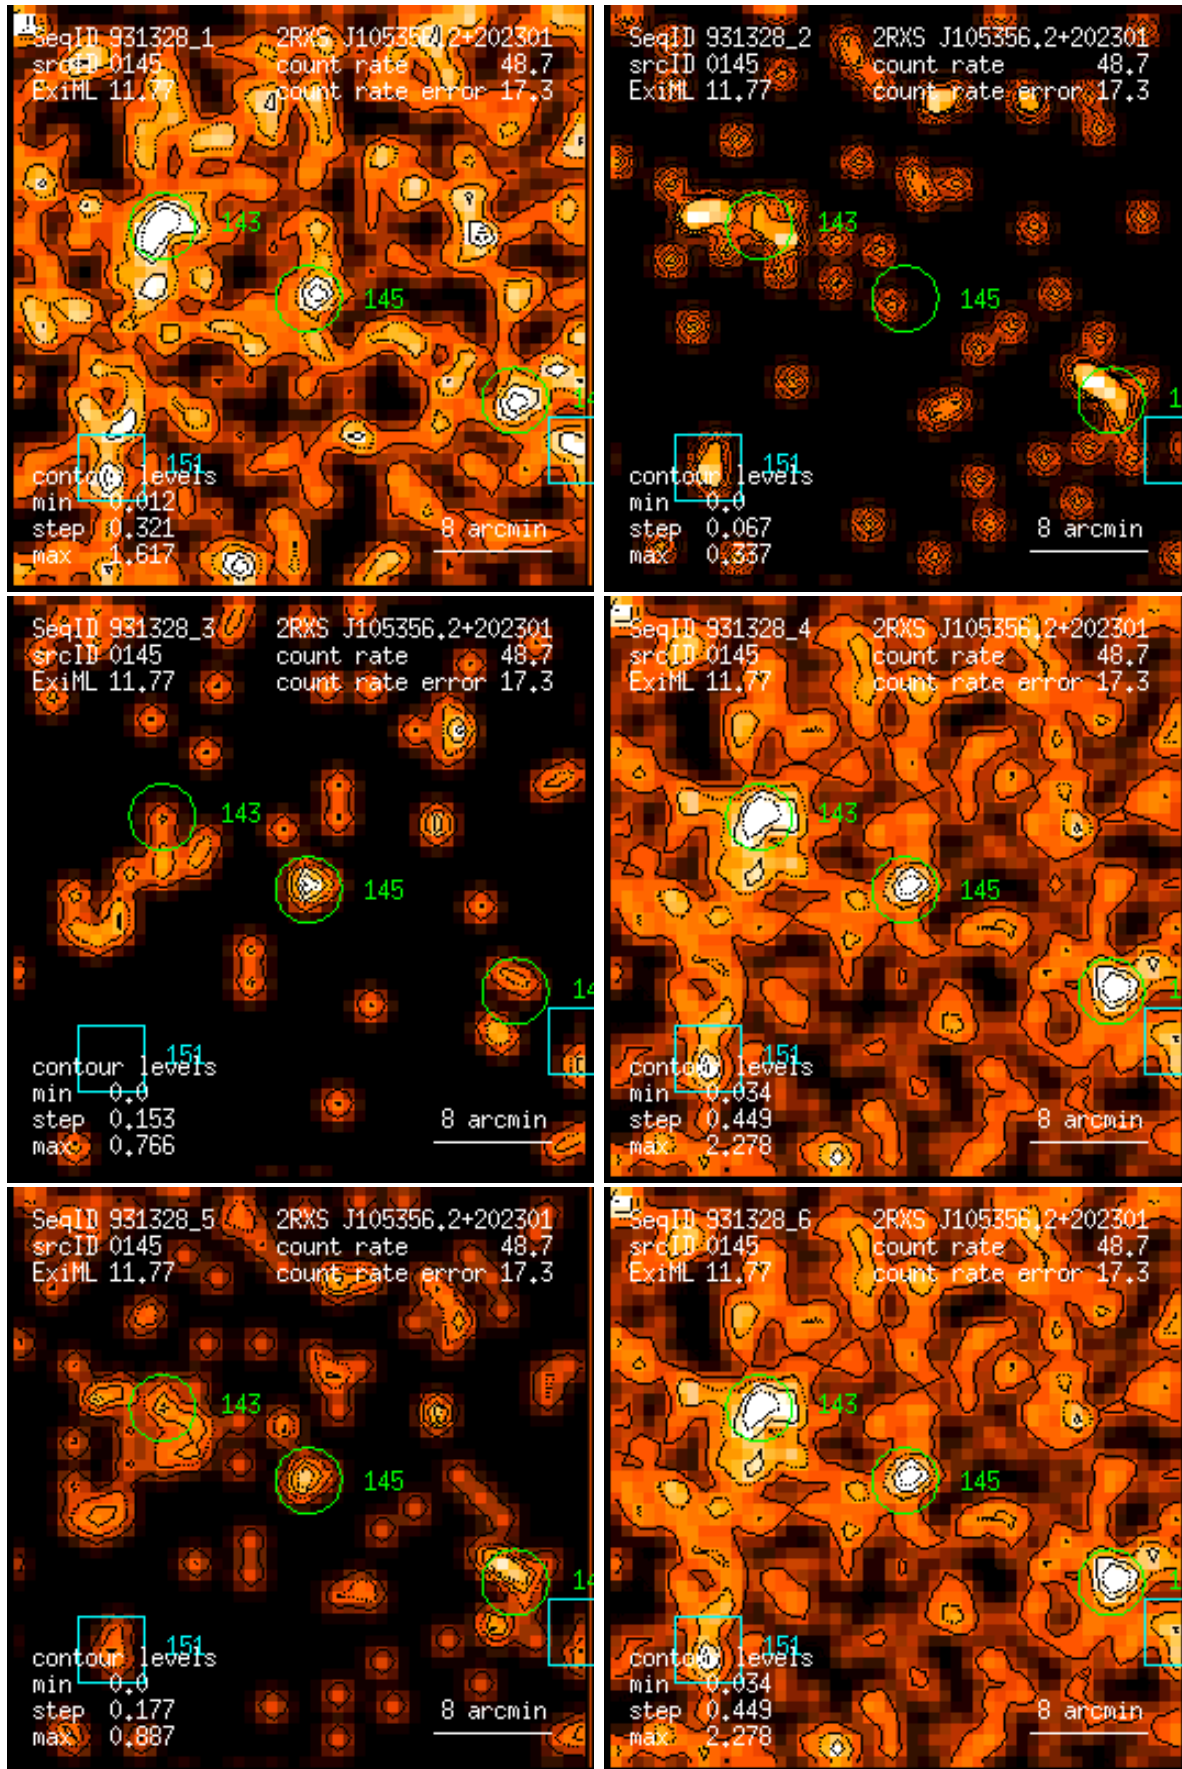 SeqID 931328_1 2RXS J105356.2+202301
srcID 0145 count rate 48.7
ExiML 11.77 count rate error 17.3
143
145
14
151
contour levels
min 0.012
step 0.321
max 1.617
8 arcmin
SeqID 931328_2 2RXS J105356.2+202301
srcID 0145 count rate 48.7
ExiML 11.77 count rate error 17.3
143
145
1
151
contour levels
min 0.0
step 0.067
max 0.337
8 arcmin
SeqID 931328_3 2RXS J105356.2+202301
srcID 0145 count rate 48.7
ExiML 11.77 count rate error 17.3
143
145
14
151
contour levels
min 0.0
step 0.153
max 0.766
8 arcmin
SeqID 931328_4 2RXS J105356.2+202301
srcID 0145 count rate 48.7
ExiML 11.77 count rate error 17.3
143
145
1
151
contour levels
min 0.034
step 0.449
max 2.278
8 arcmin
SeqID 931328_5 2RXS J105356.2+202301
srcID 0145 count rate 48.7
ExiML 11.77 count rate error 17.3
143
145
14
151
contour levels
min 0.0
step 0.177
max 0.887
8 arcmin
SeqID 931328_6 2RXS J105356.2+202301
srcID 0145 count rate 48.7
ExiML 11.77 count rate error 17.3
143
145
1
151
contour levels
min 0.034
step 0.449
max 2.278
8 arcmin